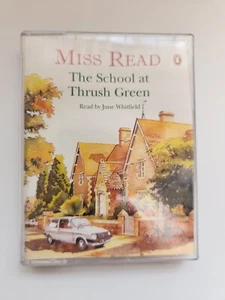 MISS READ
The School at
Thrush Green
Read by June Whitfield